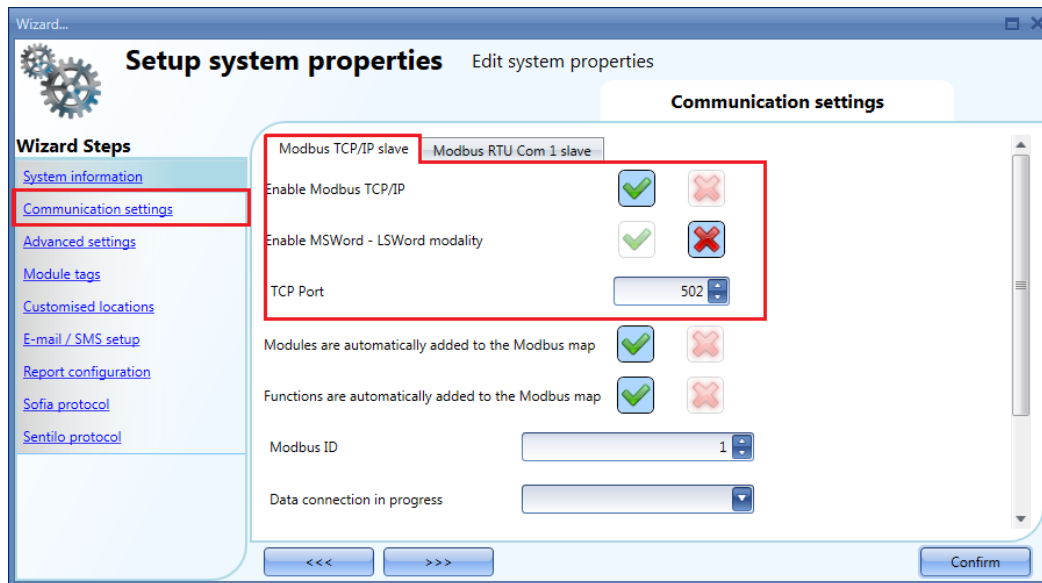 Wizard...
Setup system properties Edit system properties
Communication settings
Wizard Steps
System information
Communication settings
Advanced settings
Module tags
Customised locations
E-mail / SMS setup
Report configuration
Sofia protocol
Sentilo protocol
Modbus TCP/IP slave Modbus RTU Com 1 slave
Enable Modbus TCP/IP
Enable MSWord - LSWord modality
TCP Port 502
Modules are automatically added to the Modbus map
Functions are automatically added to the Modbus map
Modbus ID 1
Data connection in progress
<<< >>> Confirm